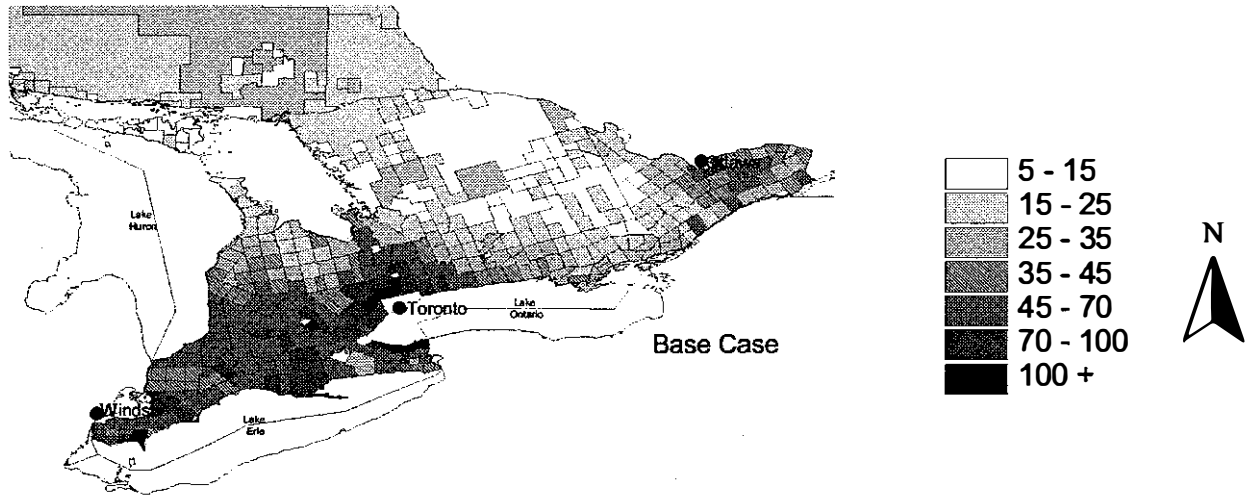 Lake
Huron
Toronto
Lake
Ontario
Base Case
Lake
Erie
5 - 15
15 - 25
25 - 35
35 - 45
45 - 70
70 - 100
100 +
N